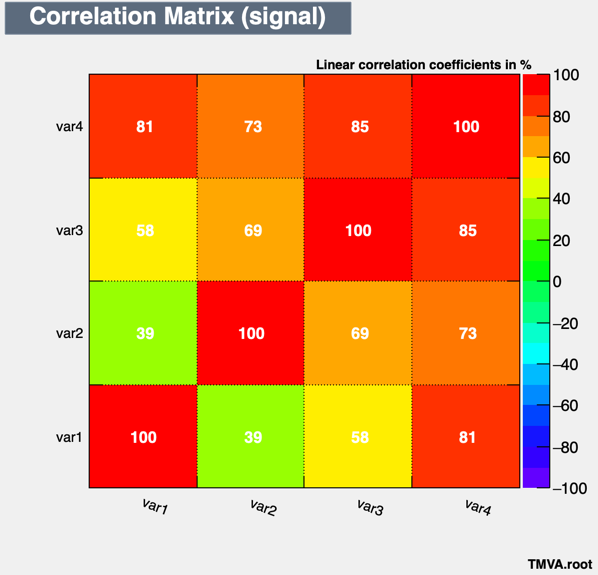 Correlation Matrix (signal)
Linear correlation coefficients in %
var4 81 73 85 100
var3 58 69 100 85
var2 39 100 69 73
var1 100 39 58 81
var1 var2 var3 var4
100
80
60
40
20
0
−20
−40
−60
−80
−100
TMVA.root